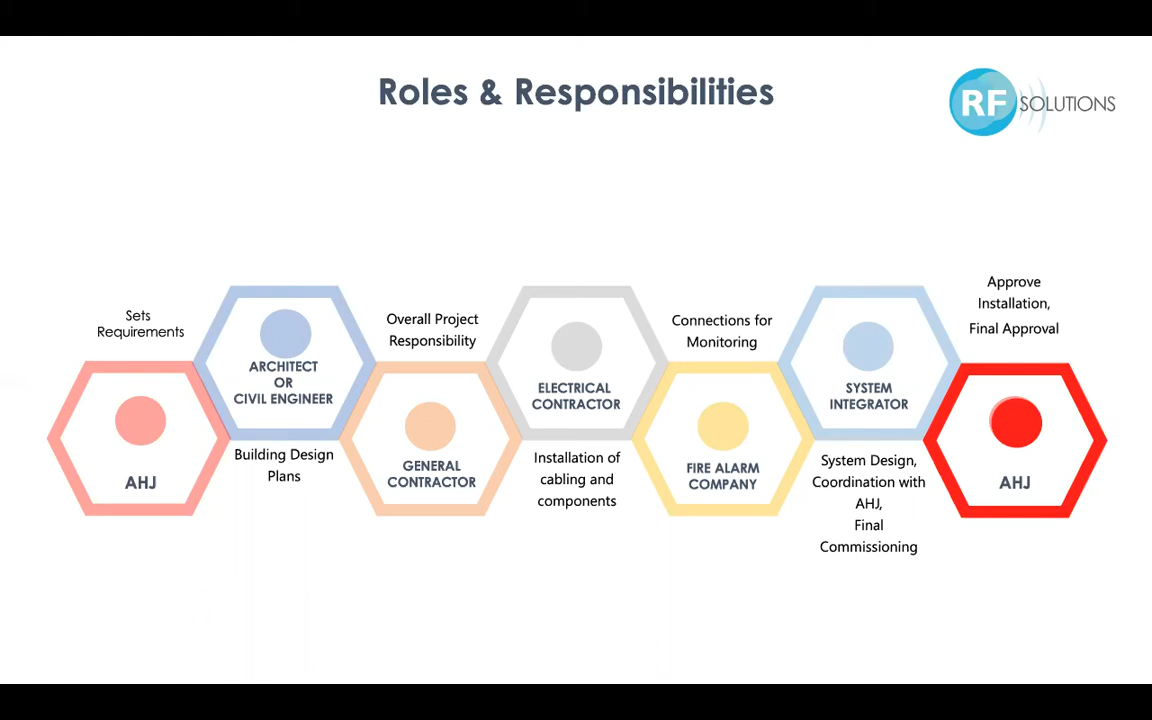 Roles & Responsibilities
RF SOLUTIONS
Sets
Requirements
AHJ
ARCHITECT
OR
CIVIL ENGINEER
Building Design
Plans
Overall Project
Responsibility
GENERAL
CONTRACTOR
ELECTRICAL
CONTRACTOR
Installation of
cabling and
components
Connections for
Monitoring
FIRE ALARM
COMPANY
SYSTEM
INTEGRATOR
System Design,
Coordination with
AHJ,
Final
Commissioning
Approve
Installation,
Final Approval
AHJ